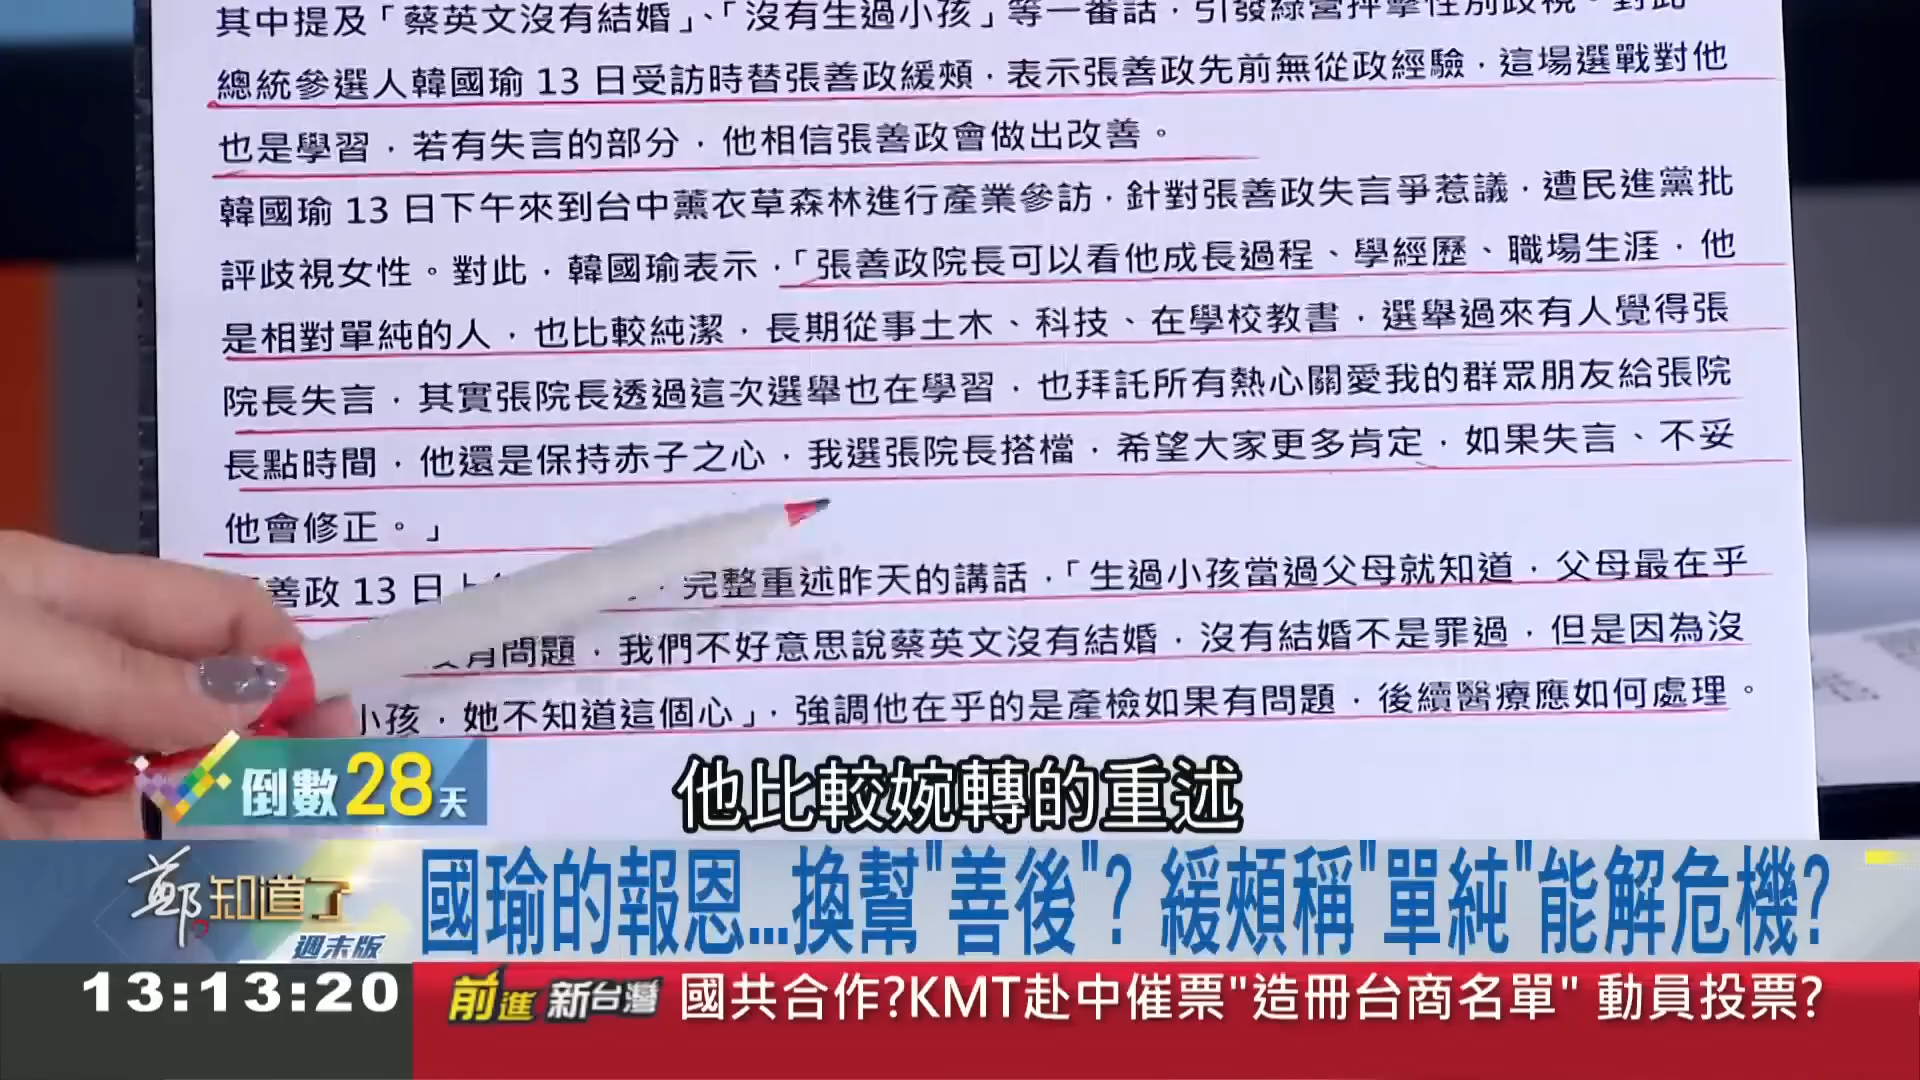 其中提及「蔡英文沒有結婚」、「沒有生過小孩」等一番話，引發綠營抨擊性別歧視。對此
總統參選人韓國瑜 13 日受訪時替張善政緩頰，表示張善政先前無從政經驗，這場選戰對他
也是學習，若有失言的部分，他相信張善政會做出改善。
韓國瑜 13 日下午來到台中薰衣草森林進行產業參訪，針對張善政失言爭惹議，遭民進黨批
評歧視女性。對此，韓國瑜表示，「張善政院長可以看他成長過程、學經歷、職場生涯，他
是相對單純的人，也比較純潔，長期從事土木、科技、在學校教書，選舉過來有人覺得張
院長失言，其實張院長透過這次選舉也在學習，也拜託所有熱心關愛我的群眾朋友給張院
長點時間，他還是保持赤子之心，我選張院長搭檔，希望大家更多肯定，如果失言、不妥
他會修正。」
善政 13 日上，完整重述昨天的講話，「生過小孩當過父母就知道，父母最在乎
有問題，我們不好意思說蔡英文沒有結婚，沒有結婚不是罪過，但是因為沒
小孩，她不知道這個心」，強調他在乎的是產檢如果有問題，後續醫療應如何處理。
倒數28天
他比較婉轉的重述
鄭知道了
週末版
國瑜的報恩...換幫"善後"? 緩頰稱"單純"能解危機?
13:13:20
前進新台灣
國共合作?KMT赴中催票"造冊台商名單" 動員投票?